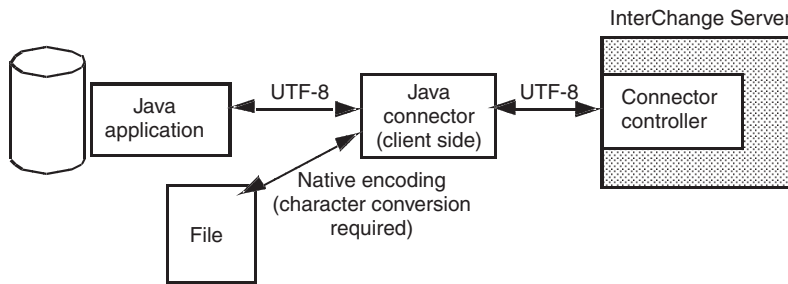 InterChange Server
Java
application
UTF-8
Java
connector
(client side)
UTF-8
Connector
controller
Native encoding
(character conversion
required)
File